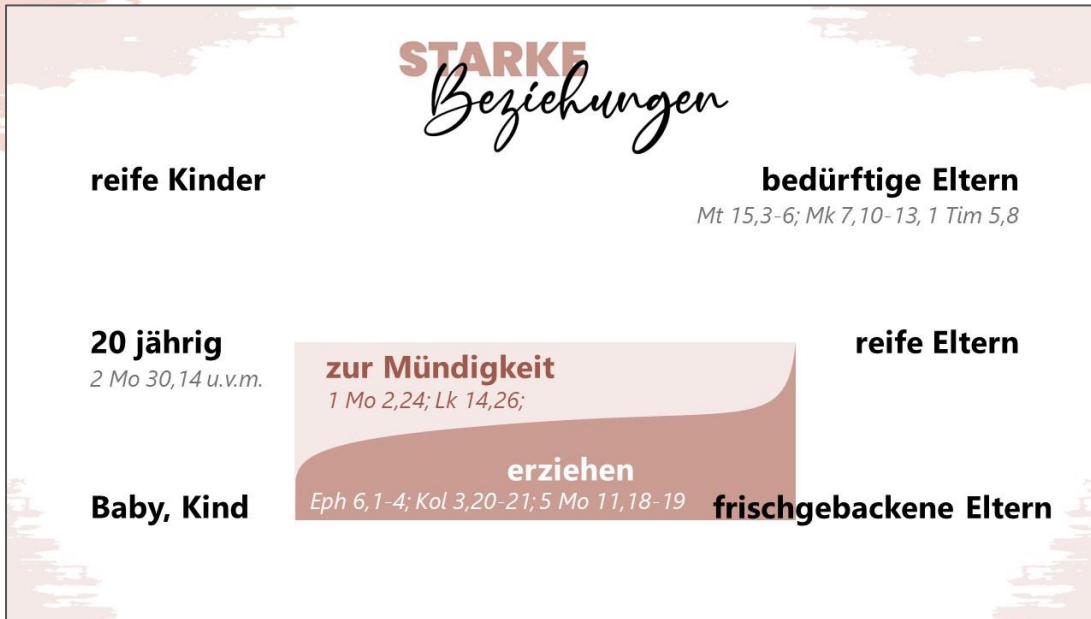 STARKE
Beziehungen
reife Kinder
bedürftige Eltern
Mt 15,3-6; Mk 7,10-13, 1 Tim 5,8
20 jährig
2 Mo 30,14 u.v.m.
zur Mündigkeit
1 Mo 2,24; Lk 14,26;
reife Eltern
erziehen
Eph 6,1-4; Kol 3,20-21; 5 Mo 11,18-19
Baby, Kind
frischgebackene Eltern